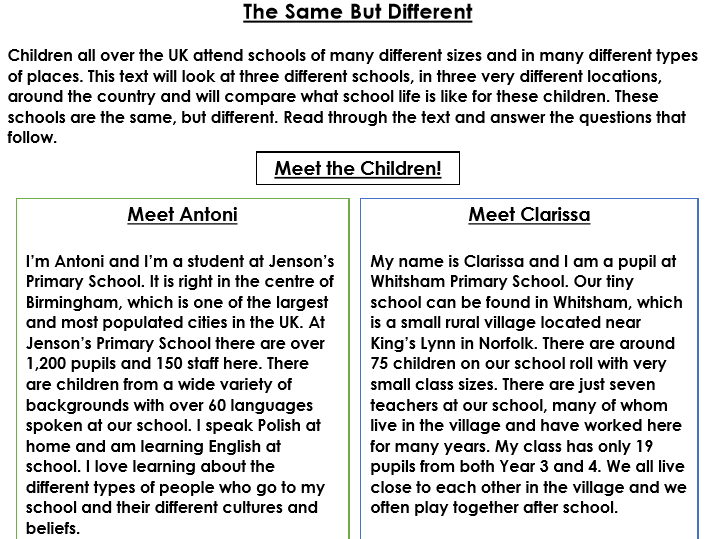 The Same But Different
Children all over the UK attend schools of many different sizes and in many different types
of places. This text will look at three different schools, in three very different locations,
around the country and will compare what school life is like for these children. These
schools are the same, but different. Read through the text and answer the questions that
follow.
Meet the Children!
Meet Antoni
I'm Antoni and I'm a student at Jenson's
Primary School. It is right in the centre of
Birmingham, which is one of the largest
and most populated cities in the UK. At
Jenson's Primary School there are over
1,200 pupils and 150 staff here. There
are children from a wide variety of
backgrounds with over 60 languages
spoken at our school. I speak Polish at
home and am learning English at
school. I love learning about the
different types of people who go to my
school and their different cultures and
beliefs.
Meet Clarissa
My name is Clarissa and I am a pupil at
Whitsham Primary School. Our tiny
school can be found in Whitsham, which
is a small rural village located near
King's Lynn in Norfolk. There are around
75 children on our school roll with very
small class sizes. There are just seven
teachers at our school, many of whom
live in the village and have worked here
for many years. My class has only 19
pupils from both Year 3 and 4. We all live
close to each other in the village and we
often play together after school.